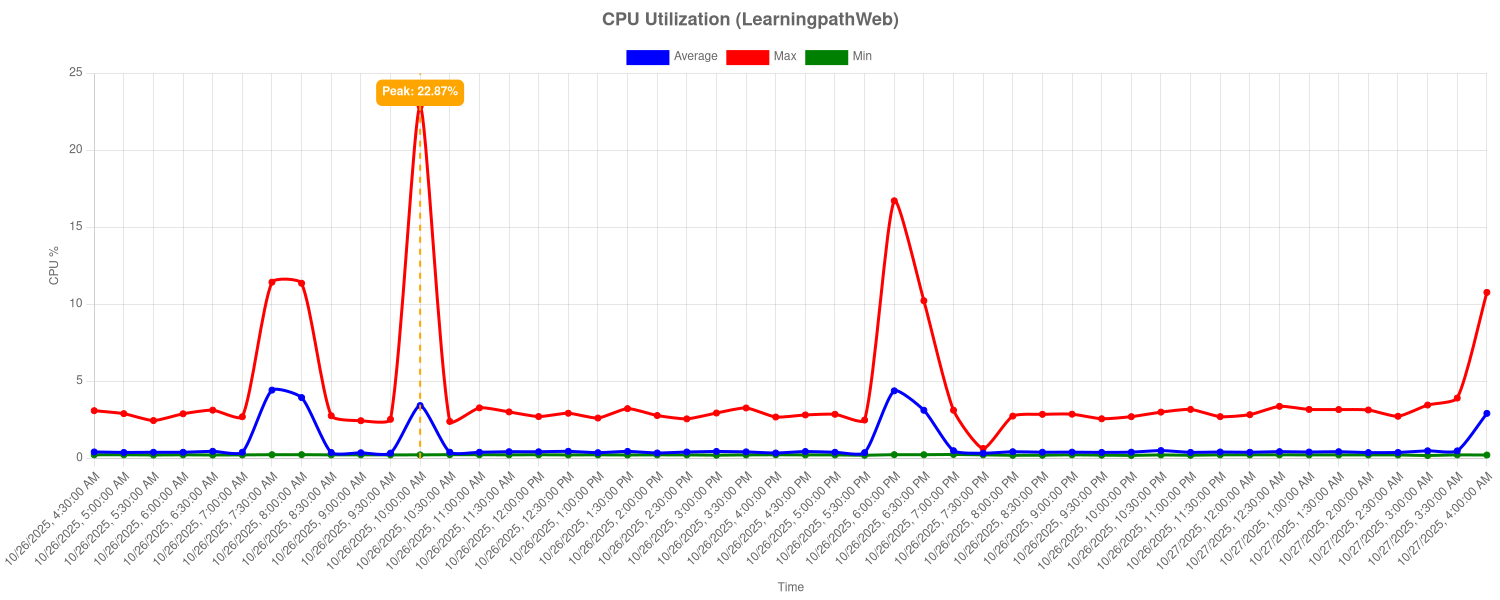 CPU Utilization (LearningpathWeb)
Average Max Min
Peak: 22.87%
25
20
15
10
5
0
CPU %
10/26/2025, 4:30:00 AM
10/26/2025, 5:00:00 AM
10/26/2025, 5:30:00 AM
10/26/2025, 6:00:00 AM
10/26/2025, 6:30:00 AM
10/26/2025, 7:00:00 AM
10/26/2025, 7:30:00 AM
10/26/2025, 8:00:00 AM
10/26/2025, 8:30:00 AM
10/26/2025, 9:00:00 AM
10/26/2025, 9:30:00 AM
10/26/2025, 10:00:00 AM
10/26/2025, 10:30:00 AM
10/26/2025, 11:00:00 AM
10/26/2025, 11:30:00 AM
10/26/2025, 12:00:00 PM
10/26/2025, 12:30:00 PM
10/26/2025, 1:00:00 PM
10/26/2025, 1:30:00 PM
10/26/2025, 2:00:00 PM
10/26/2025, 2:30:00 PM
10/26/2025, 3:00:00 PM
10/26/2025, 3:30:00 PM
10/26/2025, 4:00:00 PM
10/26/2025, 4:30:00 PM
10/26/2025, 5:00:00 PM
10/26/2025, 5:30:00 PM
10/26/2025, 6:00:00 PM
10/26/2025, 6:30:00 PM
10/26/2025, 7:00:00 PM
10/26/2025, 7:30:00 PM
10/26/2025, 8:00:00 PM
10/26/2025, 8:30:00 PM
10/26/2025, 9:00:00 PM
10/26/2025, 9:30:00 PM
10/26/2025, 10:00:00 PM
10/26/2025, 10:30:00 PM
10/26/2025, 11:00:00 PM
10/26/2025, 11:30:00 PM
10/27/2025, 12:00:00 AM
10/27/2025, 12:30:00 AM
10/27/2025, 1:00:00 AM
10/27/2025, 1:30:00 AM
10/27/2025, 2:00:00 AM
10/27/2025, 2:30:00 AM
10/27/2025, 3:00:00 AM
10/27/2025, 3:30:00 AM
10/27/2025, 4:00:00 AM
Time